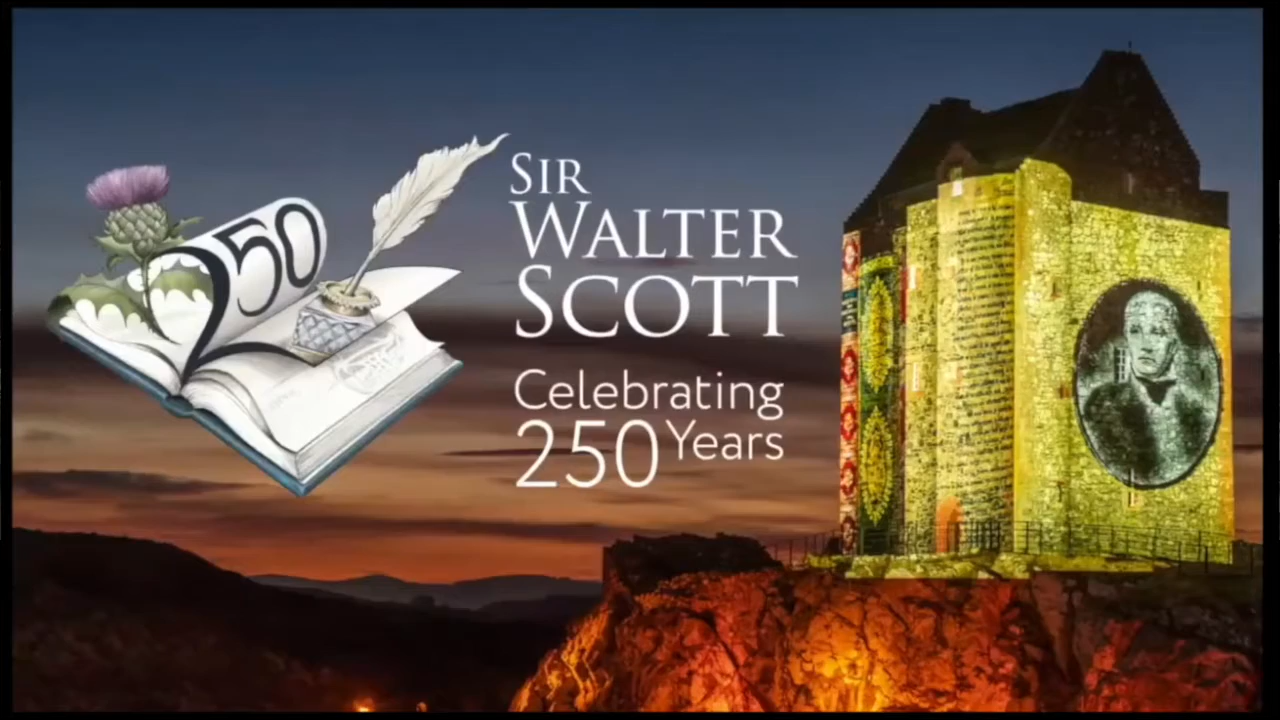 250
SIR
WALTER
SCOTT
Celebrating
250 Years